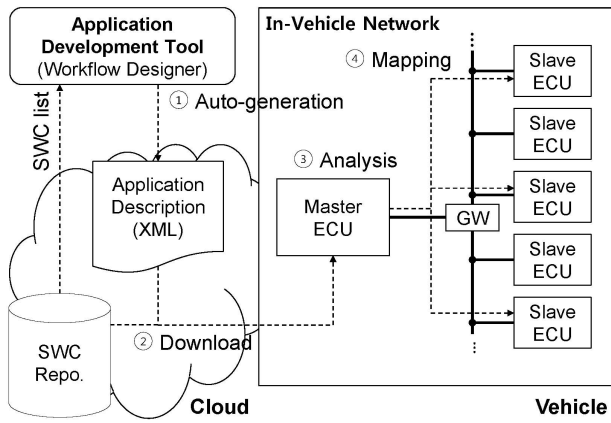 Application
Development Tool
(Workflow Designer)
SWC list
① Auto-generation
Application
Description
(XML)
② Download
SWC
Repo.
Cloud
In-Vehicle Network
④ Mapping
③ Analysis
Master
ECU
GW
Slave
ECU
Slave
ECU
Slave
ECU
Slave
ECU
Slave
ECU
Vehicle